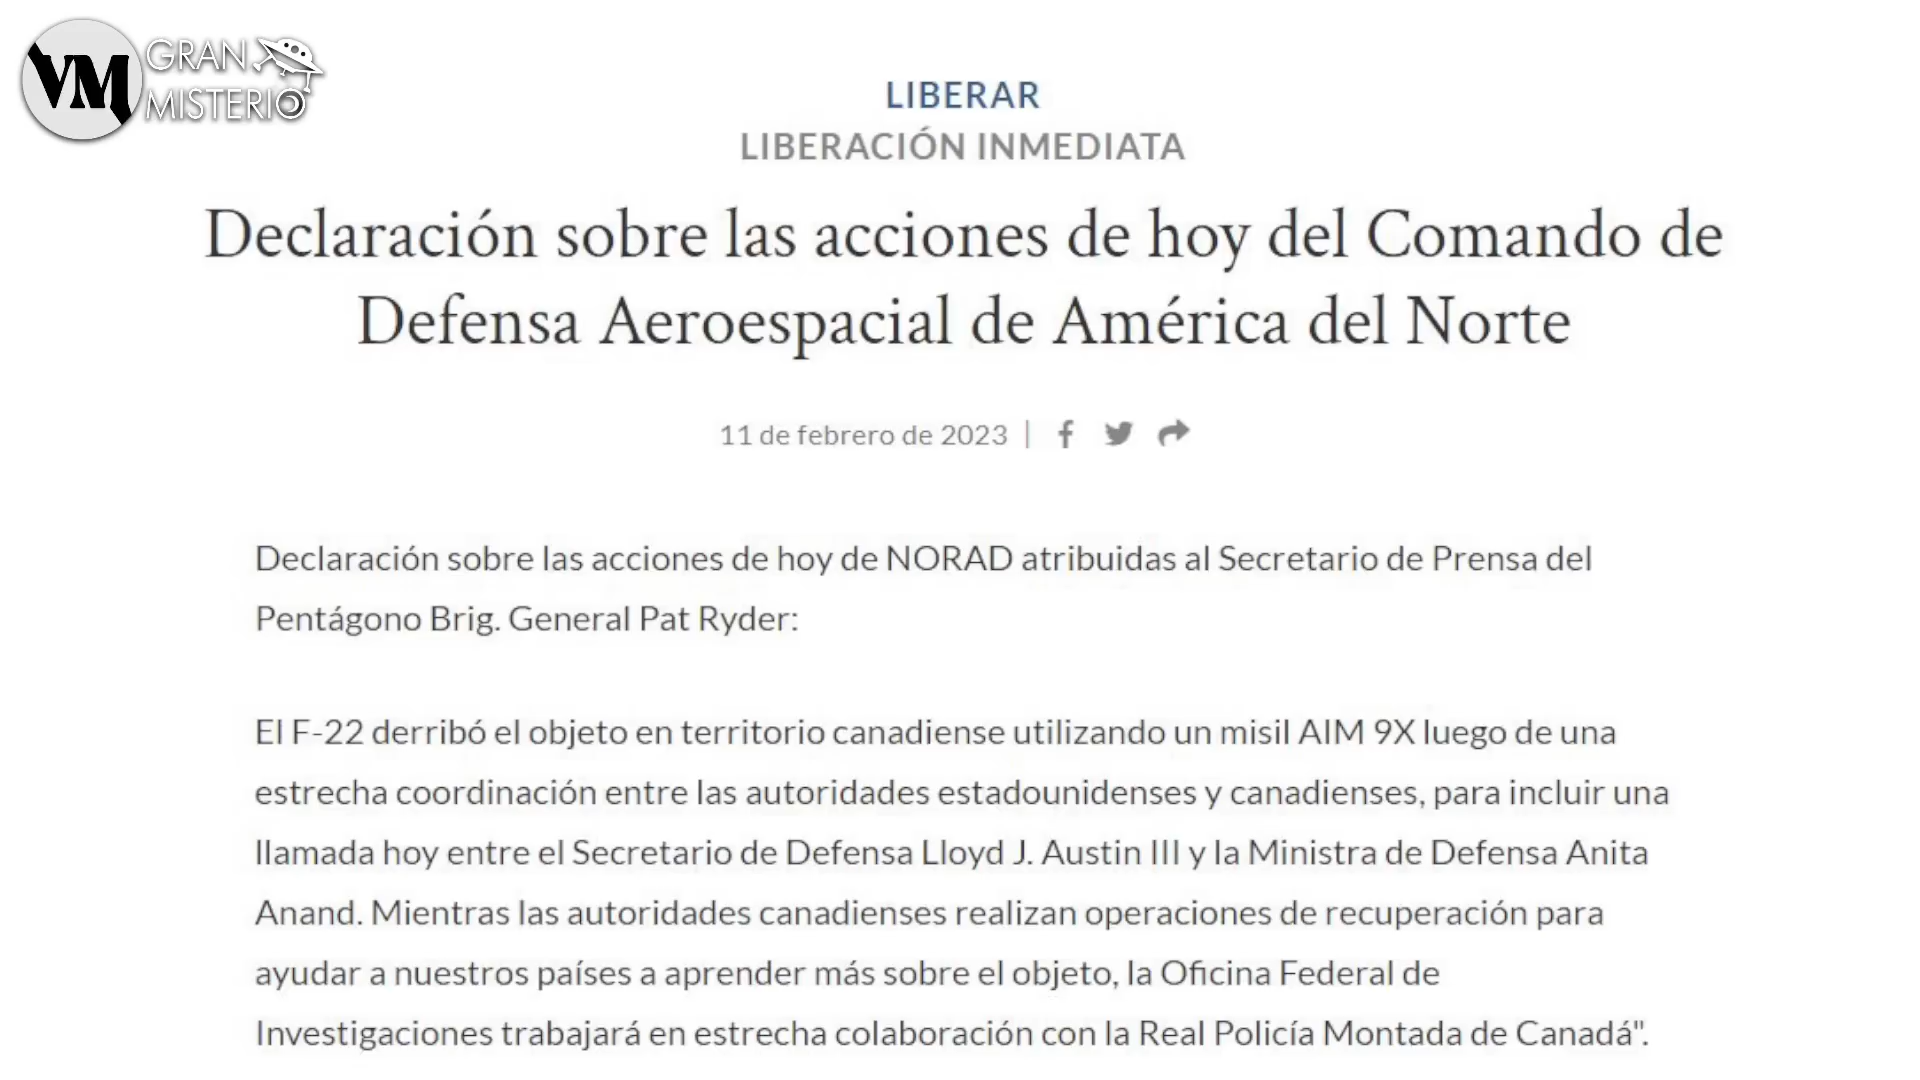 VM GRAN
MISTERIO
LIBERAR
LIBERACIÓN INMEDIATA
Declaración sobre las acciones de hoy del Comando de
Defensa Aeroespacial de América del Norte
11 de febrero de 2023 |
Declaración sobre las acciones de hoy de NORAD atribuidas al Secretario de Prensa del
Pentágono Brig. General Pat Ryder:
El F-22 derribó el objeto en territorio canadiense utilizando un misil AIM 9X luego de una
estrecha coordinación entre las autoridades estadounidenses y canadienses, para incluir una
llamada hoy entre el Secretario de Defensa Lloyd J. Austin III y la Ministra de Defensa Anita
Anand. Mientras las autoridades canadienses realizan operaciones de recuperación para
ayudar a nuestros países a aprender más sobre el objeto, la Oficina Federal de
Investigaciones trabajará en estrecha colaboración con la Real Policía Montada de Canadá".